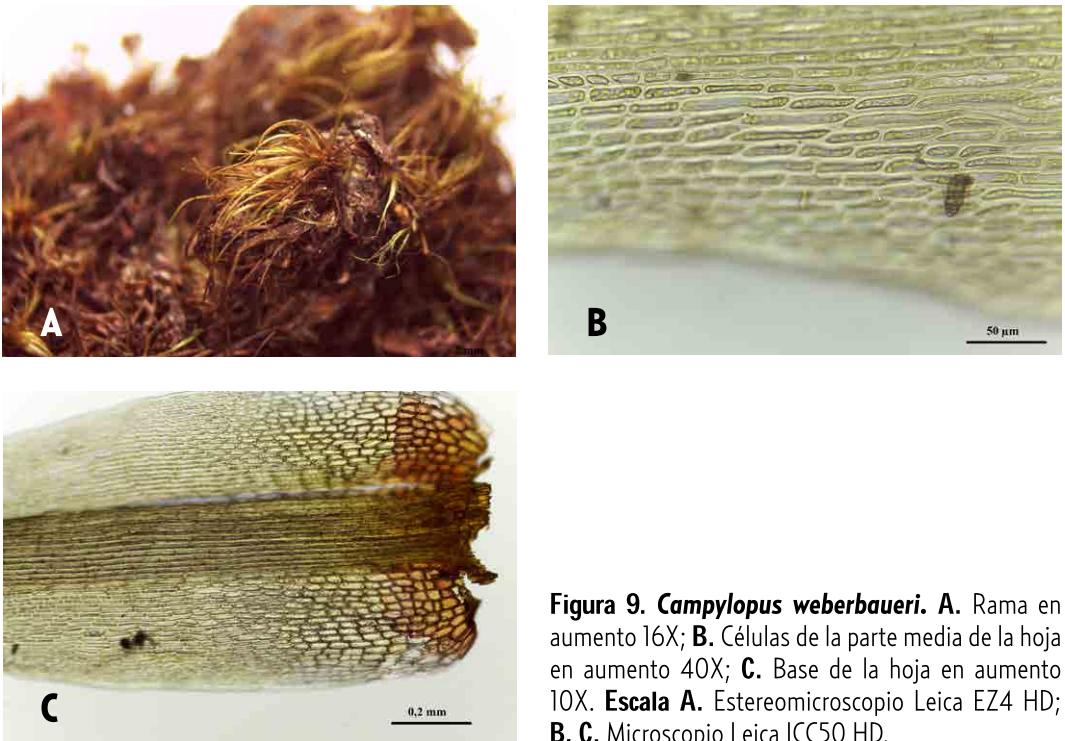 A
B
50 µm
C
0,2 mm
Figura 9. Campylopus weberbaueri. A. Rama en
aumento 16X; B. Células de la parte media de la hoja
en aumento 40X; C. Base de la hoja en aumento
10X. Escala A. Estereomicroscopio Leica EZ4 HD;
B, C. Microscopio Leica ICC50 HD.